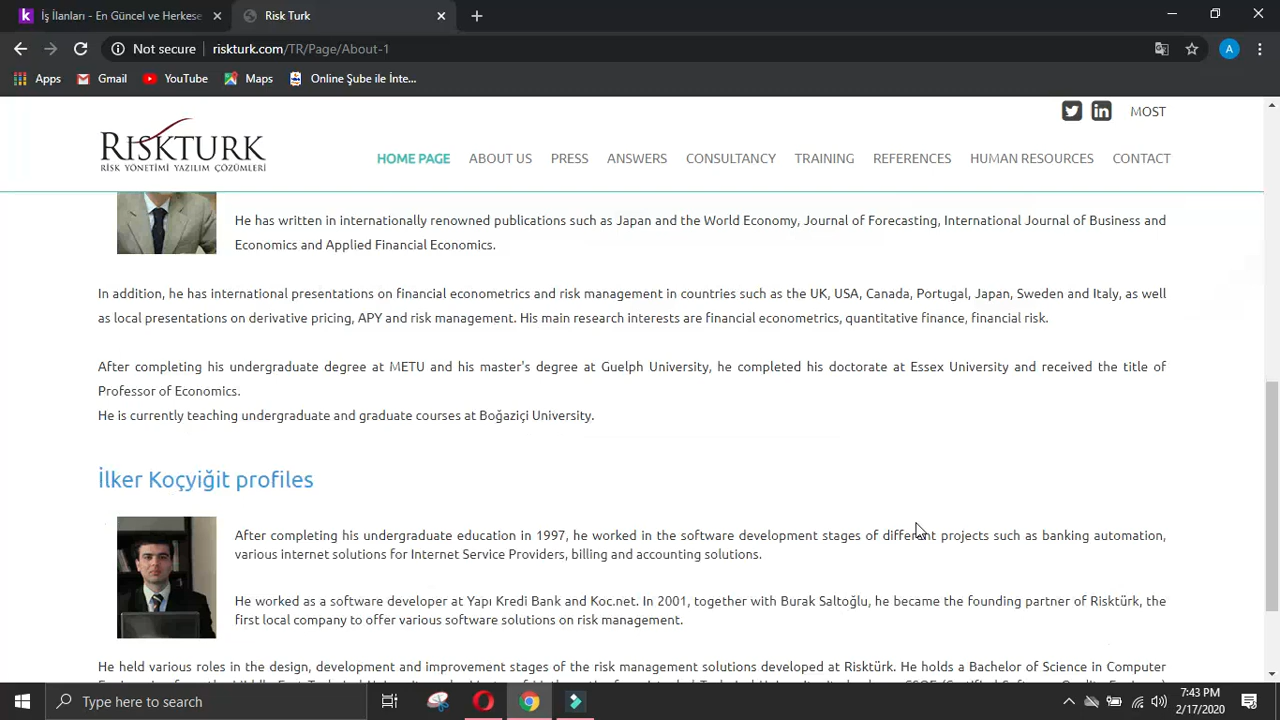 İş İlanları - En Güncel ve Herkese
Risk Turk
Not secure
riskturk.com/TR/Page/About-1
A
Apps
Gmail
YouTube
Maps
Online Şube ile İnte...
MOST
RISKTURK
RİSK YÖNETİMİ YAZILIM ÇÖZÜMLERİ
HOME PAGE
ABOUT US
PRESS
ANSWERS
CONSULTANCY
TRAINING
REFERENCES
HUMAN RESOURCES
CONTACT
He has written in internationally renowned publications such as Japan and the World Economy, Journal of Forecasting, International Journal of Business and
Economics and Applied Financial Economics.
In addition, he has international presentations on financial econometrics and risk management in countries such as the UK, USA, Canada, Portugal, Japan, Sweden and Italy, as well
as local presentations on derivative pricing, APY and risk management. His main research interests are financial econometrics, quantitative finance, financial risk.
After completing his undergraduate degree at METU and his master's degree at Guelph University, he completed his doctorate at Essex University and received the title of
Professor of Economics.
He is currently teaching undergraduate and graduate courses at Boğaziçi University.
İlker Koçyiğit profiles
After completing his undergraduate education in 1997, he worked in the software development stages of different projects such as banking automation,
various internet solutions for Internet Service Providers, billing and accounting solutions.
He worked as a software developer at Yapı Kredi Bank and Koc.net. In 2001, together with Burak Saltoğlu, he became the founding partner of Risktürk, the
first local company to offer various software solutions on risk management.
He held various roles in the design, development and improvement stages of the risk management solutions developed at Risktürk. He holds a Bachelor of Science in Computer
Type here to search
7:43 PM
2/17/2020